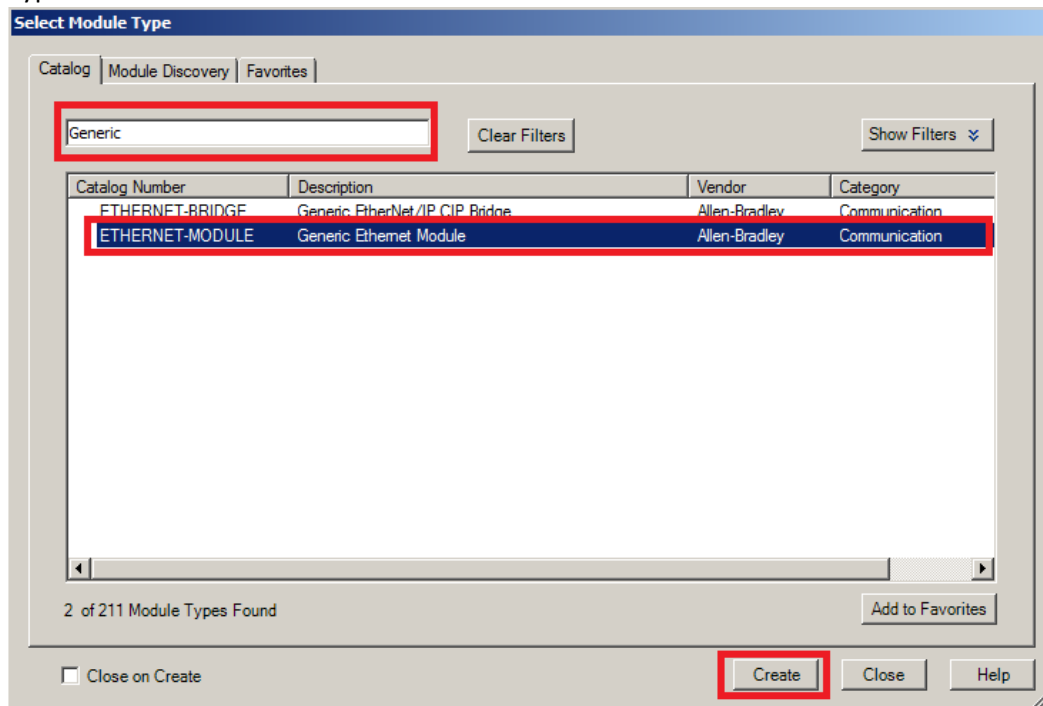 Select Module Type
Catalog Module Discovery Favorites
Generic Clear Filters Show Filters
Catalog Number Description Vendor Category
ETHERNET-BRIDGE Generic EtherNet/IP CIP Bridge Allen-Bradley Communication
ETHERNET-MODULE Generic Ethernet Module Allen-Bradley Communication
2 of 211 Module Types Found Add to Favorites
Close on Create Create Close Help